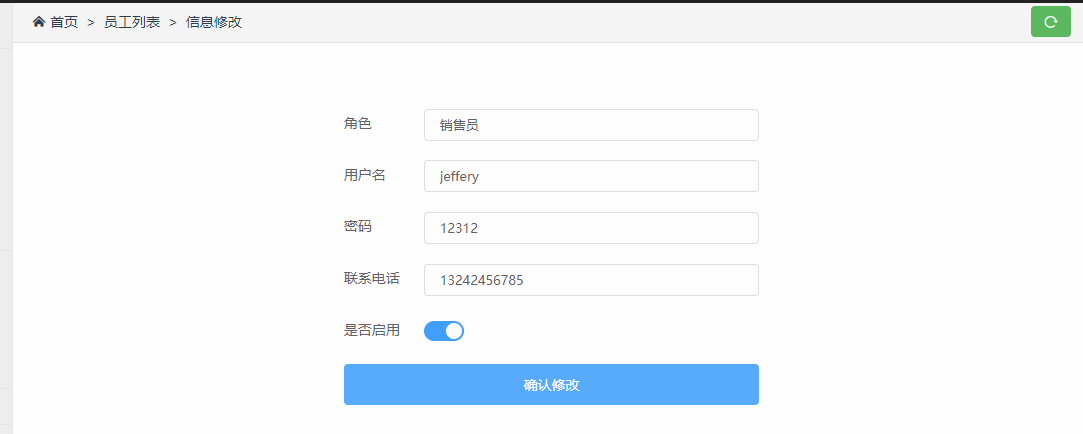 首页 > 员工列表 > 信息修改
角色 销售员
用户名 jeffery
密码 12312
联系电话 13242456785
是否启用
确认修改